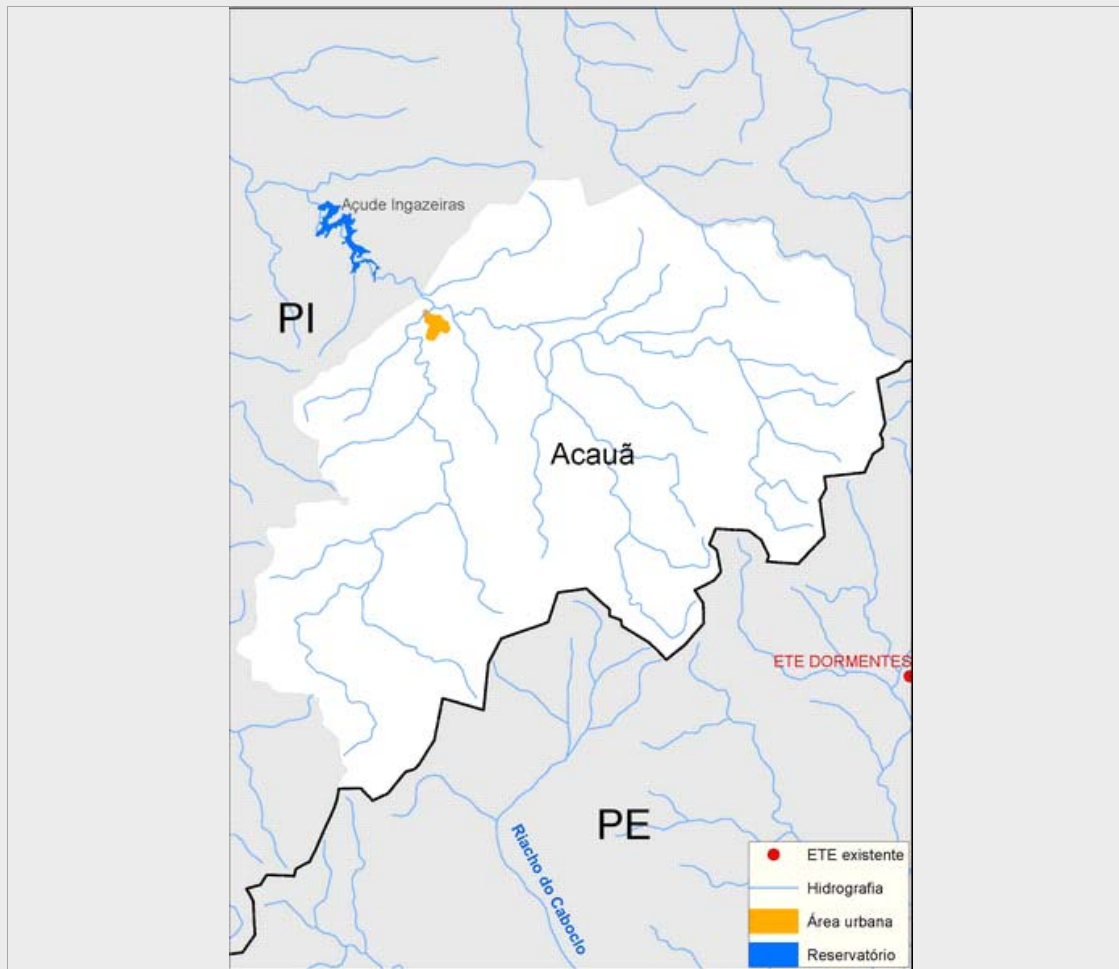 Açude Ingazeiras
PI
Acauã
ETE DORMENTES
PE
Riacho do Caboclo
ETE existente
Hidrografia
Área urbana
Reservatório